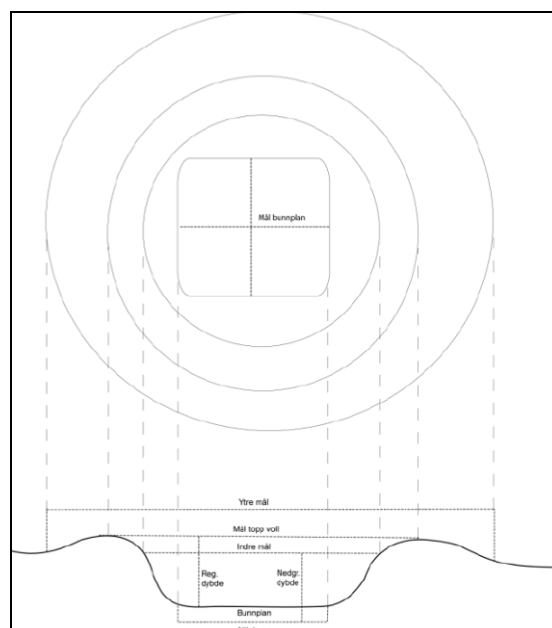 Mål bunnplan
Ytre mål
Mål topp voll
Indre mål
Reg.
dybde
Nedgr.
dybde
Bunnplan